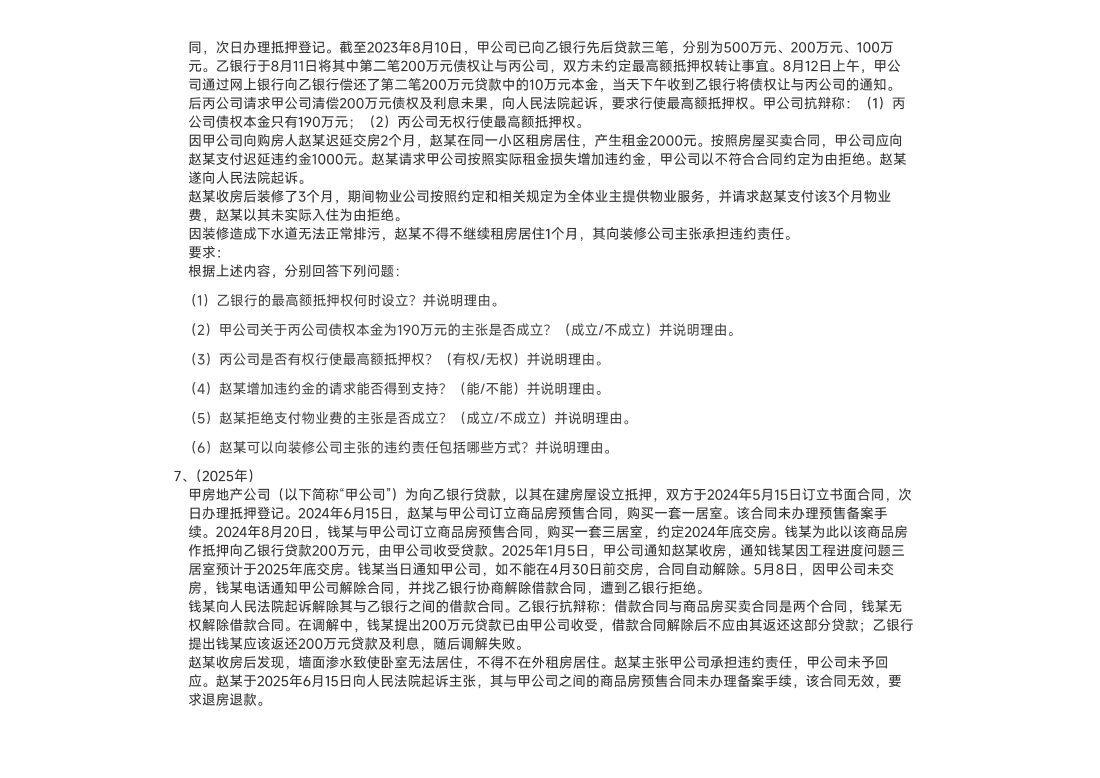 同，次日办理抵押登记。截至2023年8月10日，甲公司已向乙银行先后贷款三笔，分别为500万元、200万元、100万
元。乙银行于8月11日将其中第二笔200万元债权让与丙公司，双方未约定最高额抵押权转让事宜。8月12日上午，甲公
司通过网上银行向乙银行偿还了第二笔200万元贷款中的10万元本金，当天下午收到乙银行将债权让与丙公司的通知。
后丙公司请求甲公司清偿200万元债权及利息未果，向人民法院起诉，要求行使最高额抵押权。甲公司抗辩称：（1）丙
公司债权本金只有190万元；（2）丙公司无权行使最高额抵押权。
因甲公司向购房人赵某迟延交房2个月，赵某在同一小区租房居住，产生租金2000元。按照房屋买卖合同，甲公司应向
赵某支付迟延违约金1000元。赵某请求甲公司按照实际租金损失增加违约金，甲公司以不符合合同约定为由拒绝。赵某
遂向人民法院起诉。
赵某收房后装修了3个月，期间物业公司按照约定和相关规定为全体业主提供物业服务，并请求赵某支付该3个月物业
费，赵某以其未实际入住为由拒绝。
因装修造成下水道无法正常排污，赵某不得不继续租房居住1个月，其向装修公司主张承担违约责任。
要求：
根据上述内容，分别回答下列问题：
（1）乙银行的最高额抵押权何时设立？并说明理由。
（2）甲公司关于丙公司债权本金为190万元的主张是否成立？（成立/不成立）并说明理由。
（3）丙公司是否有权行使最高额抵押权？（有权/无权）并说明理由。
（4）赵某增加违约金的请求能否得到支持？（能/不能）并说明理由。
（5）赵某拒绝支付物业费的主张是否成立？（成立/不成立）并说明理由。
（6）赵某可以向装修公司主张的违约责任包括哪些方式？并说明理由。
7、（2025年）
甲房地产公司（以下简称“甲公司”）为向乙银行贷款，以其在建房屋设立抵押，双方于2024年5月15日订立书面合同，次
日办理抵押登记。2024年6月15日，赵某与甲公司订立商品房预售合同，购买一套一居室。该合同未办理预售备案手
续。2024年8月20日，钱某与甲公司订立商品房预售合同，购买一套三居室，约定2024年底交房。钱某为此以该商品房
作抵押向乙银行贷款200万元，由甲公司收受贷款。2025年1月5日，甲公司通知赵某收房，通知钱某因工程进度问题三
居室预计于2025年底交房。钱某当日通知甲公司，如不能在4月30日前交房，合同自动解除。5月8日，因甲公司未交
房，钱某电话通知甲公司解除合同，并找乙银行协商解除借款合同，遭到乙银行拒绝。
钱某向人民法院起诉解除其与乙银行之间的借款合同。乙银行抗辩称：借款合同与商品房买卖合同是两个合同，钱某无
权解除借款合同。在调解中，钱某提出200万元贷款已由甲公司收受，借款合同解除后不应由其返还这部分贷款；乙银行
提出钱某应该返还200万元贷款及利息，随后调解失败。
赵某收房后发现，墙面渗水致使卧室无法居住，不得不在外租房居住。赵某主张甲公司承担违约责任，甲公司未予回
应。赵某于2025年6月15日向人民法院起诉主张，其与甲公司之间的商品房预售合同未办理备案手续，该合同无效，要
求退房退款。